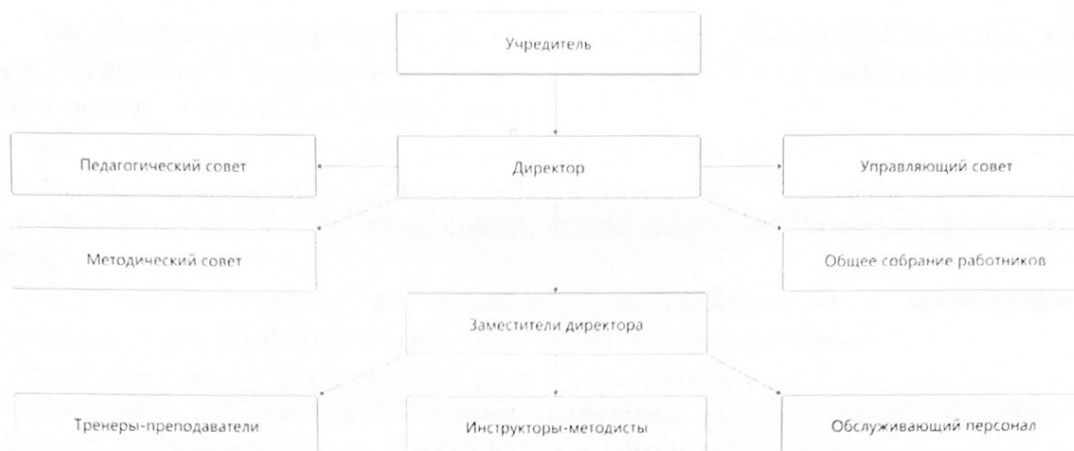 Учредитель
Педагогический совет
Директор
Управляющий совет
Методический совет
Общее собрание работников
Заместители директора
Тренеры-преподаватели
Инструкторы-методисты
Обслуживающий персонал